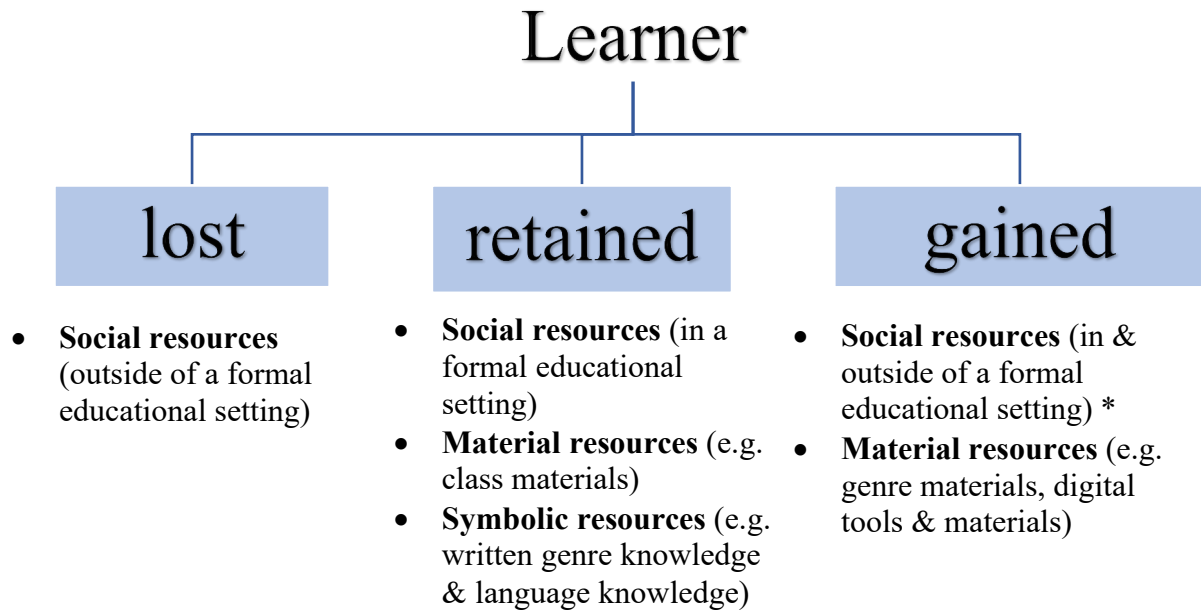 Learner
lost
retained
gained
• Social resources
(outside of a formal
educational setting)
• Social resources (in a
formal educational
setting)
• Material resources (e.g.
class materials)
• Symbolic resources (e.g.
written genre knowledge
& language knowledge)
• Social resources (in &
outside of a formal
educational setting) *
• Material resources (e.g.
genre materials, digital
tools & materials)